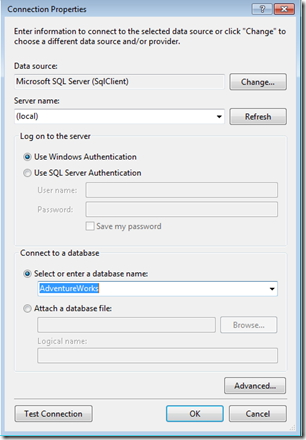 Connection Properties
Enter information to connect to the selected data source or click "Change" to
choose a different data source and/or provider.
Data source:
Microsoft SQL Server (SqlClient)
Change...
Server name:
(local)
Refresh
Log on to the server
Use Windows Authentication
Use SQL Server Authentication
User name:
Password:
Save my password
Connect to a database
Select or enter a database name:
AdventureWorks
Attach a database file:
Browse...
Logical name:
Advanced...
Test Connection
OK
Cancel